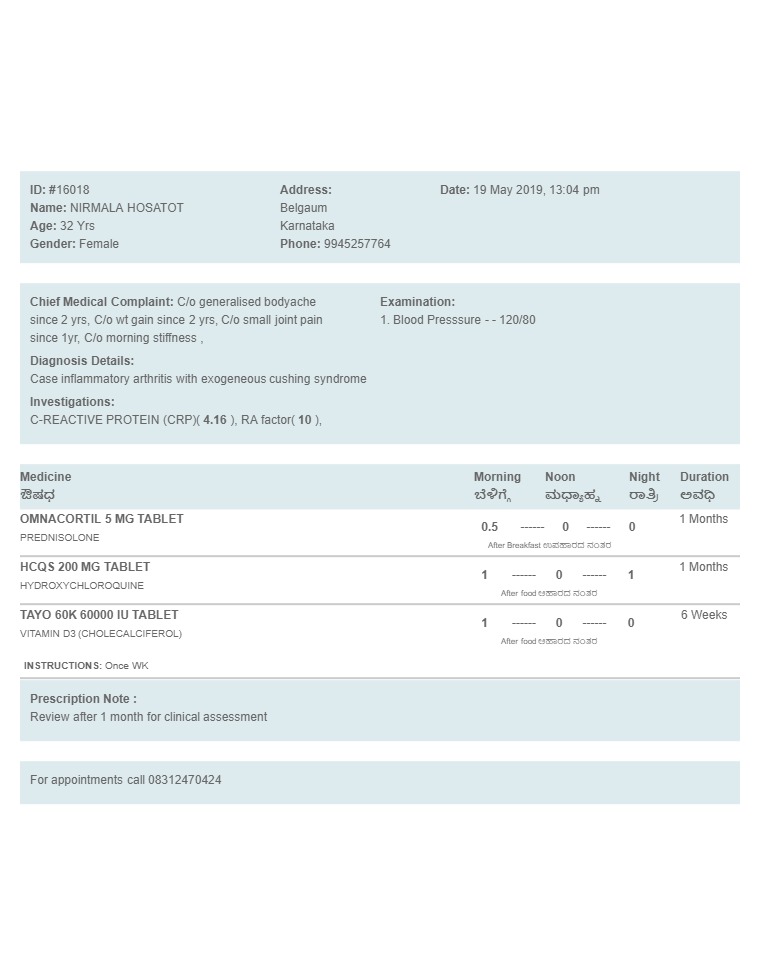 ID: #16018
Name: NIRMALA HOSATOT
Age: 32 Yrs
Gender: Female
Address:
Belgaum
Karnataka
Phone: 9945257764
Date: 19 May 2019, 13:04 pm
Chief Medical Complaint: C/o generalised bodyache
since 2 yrs, C/o wt gain since 2 yrs, C/o small joint pain
since 1yr, C/o morning stiffness ,
Diagnosis Details:
Case inflammatory arthritis with exogeneous cushing syndrome
Investigations:
C-REACTIVE PROTEIN (CRP)( 4.16 ), RA factor( 10 ),
Examination:
1. Blood Presssure - - 120/80
Medicine Morning Noon Night Duration
ಔಷಧ ಬೆಳಿಗ್ಗೆ ಮಧ್ಯಾಹ್ನ ರಾತ್ರಿ ಅವಧಿ
OMNACORTIL 5 MG TABLET 0.5 ------ 0 ------ 0 1 Months
PREDNISOLONE
After Breakfast ಉಪಹಾರದ ನಂತರ
HCQS 200 MG TABLET 1 ------ 0 ------ 1 1 Months
HYDROXYCHLOROQUINE
After food ಆಹಾರದ ನಂತರ
TAYO 60K 60000 IU TABLET 1 ------ 0 ------ 0 6 Weeks
VITAMIN D3 (CHOLECALCIFEROL)
After food ಆಹಾರದ ನಂತರ
INSTRUCTIONS: Once WK
Prescription Note :
Review after 1 month for clinical assessment
For appointments call 08312470424